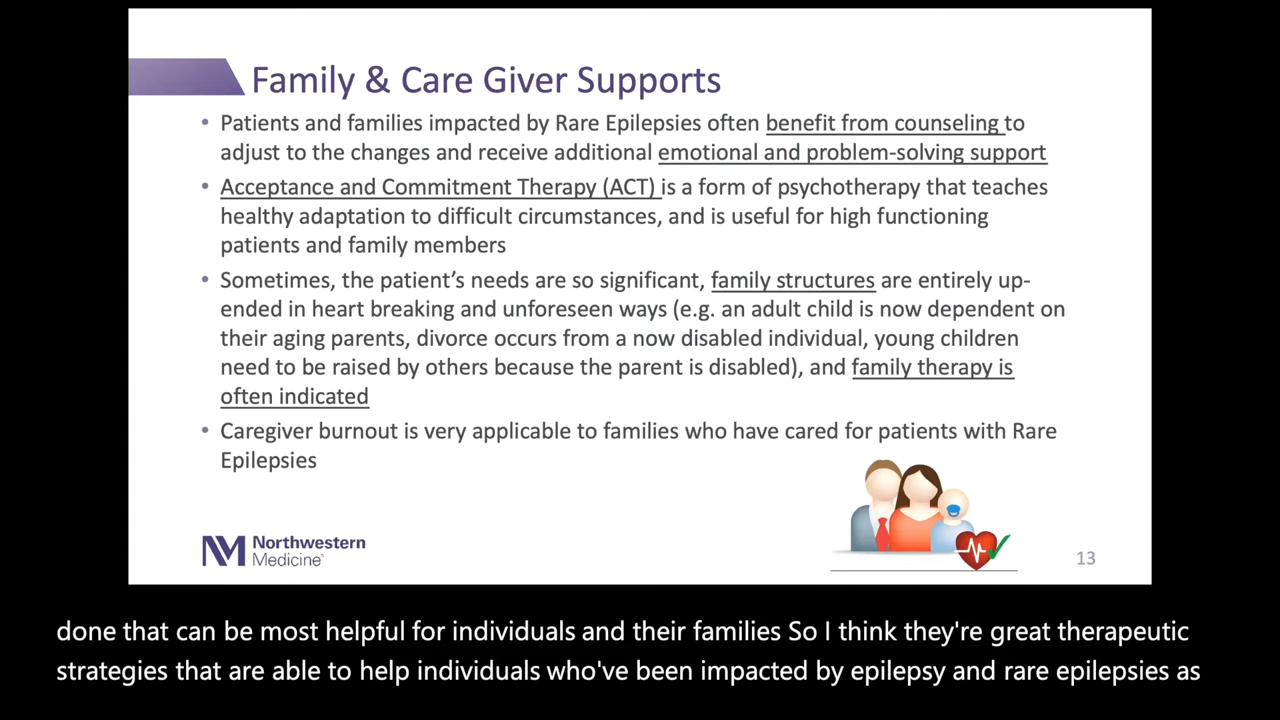 Family & Care Giver Supports
• Patients and families impacted by Rare Epilepsies often benefit from counseling to
adjust to the changes and receive additional emotional and problem-solving support
• Acceptance and Commitment Therapy (ACT) is a form of psychotherapy that teaches
healthy adaptation to difficult circumstances, and is useful for high functioning
patients and family members
• Sometimes, the patient's needs are so significant, family structures are entirely up-
ended in heart breaking and unforeseen ways (e.g. an adult child is now dependent on
their aging parents, divorce occurs from a now disabled individual, young children
need to be raised by others because the parent is disabled), and family therapy is
often indicated
• Caregiver burnout is very applicable to families who have cared for patients with Rare
Epilepsies
NM Northwestern
Medicine
13
done that can be most helpful for individuals and their families So I think they're great therapeutic
strategies that are able to help individuals who've been impacted by epilepsy and rare epilepsies as